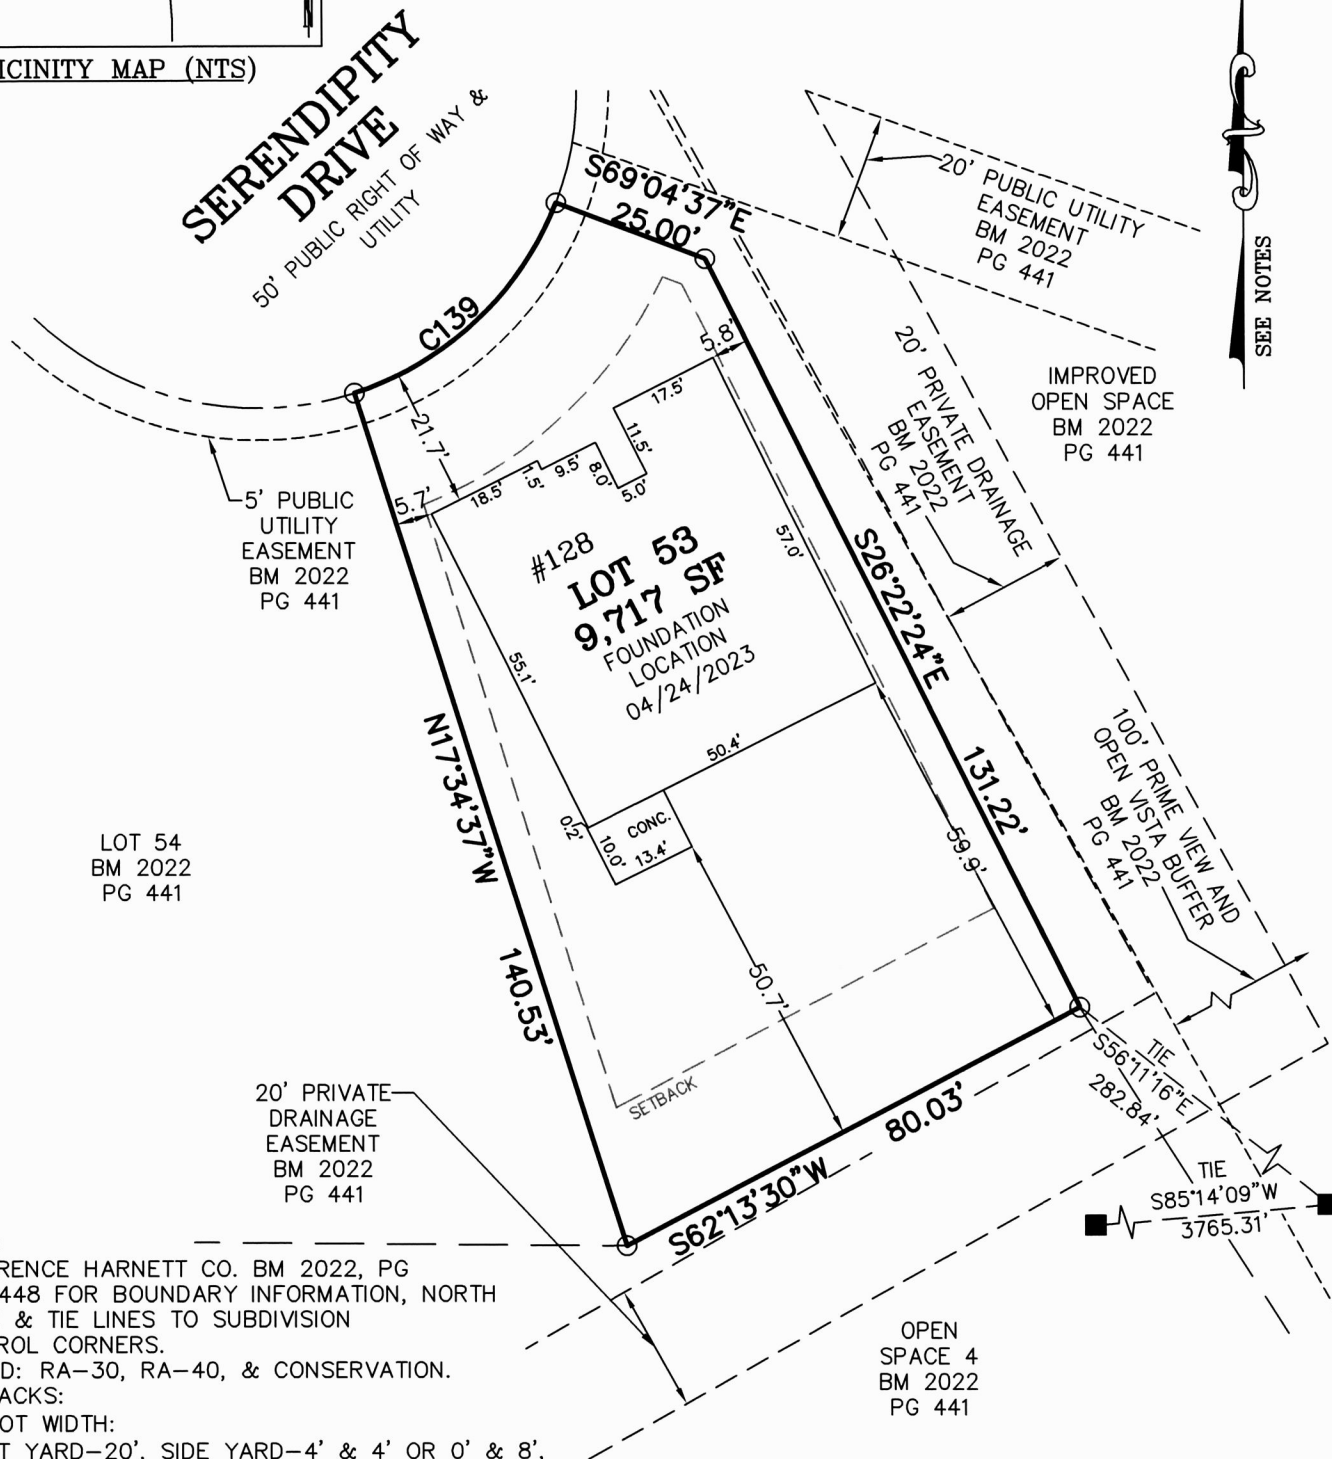 N
ICINITY MAP (NTS)
SERENDIPITY
DRIVE
50' PUBLIC RIGHT OF WAY &
UTILITY
S69°04'37"E
25.00'
20' PUBLIC UTILITY
EASEMENT
BM 2022
PG 441
SEE NOTES
C139
5.8'
17.5'
11.5'
5.0'
8.0'
9.5'
1.5'
18.5'
21.7'
5.7'
20' PRIVATE DRAINAGE
EASEMENT
BM 2022
PG 441
IMPROVED
OPEN SPACE
BM 2022
PG 441
5' PUBLIC
UTILITY
EASEMENT
BM 2022
PG 441
#128
LOT 53
9,717 SF
FOUNDATION
LOCATION
04/24/2023
57.0'
S26°22'24"E
131.22'
55.1'
50.4'
N17°34'37"W
140.53'
0.2'
10.0'
CONC.
13.4'
59.9'
50.7'
100' PRIME VIEW AND
OPEN VISTA BUFFER
BM 2022
PG 441
LOT 54
BM 2022
PG 441
SETBACK
20' PRIVATE
DRAINAGE
EASEMENT
BM 2022
PG 441
S62°13'30"W
80.03'
TIE
S56°11'16"E
282.84'
TIE
S85°14'09"W
3765.31'
OPEN
SPACE 4
BM 2022
PG 441
RENCE HARNETT CO. BM 2022, PG
448 FOR BOUNDARY INFORMATION, NORTH
& TIE LINES TO SUBDIVISION
ROL CORNERS.
D: RA-30, RA-40, & CONSERVATION.
ACKS:
OT WIDTH:
T YARD-20', SIDE YARD-4' & 4' OR 0' & 8',